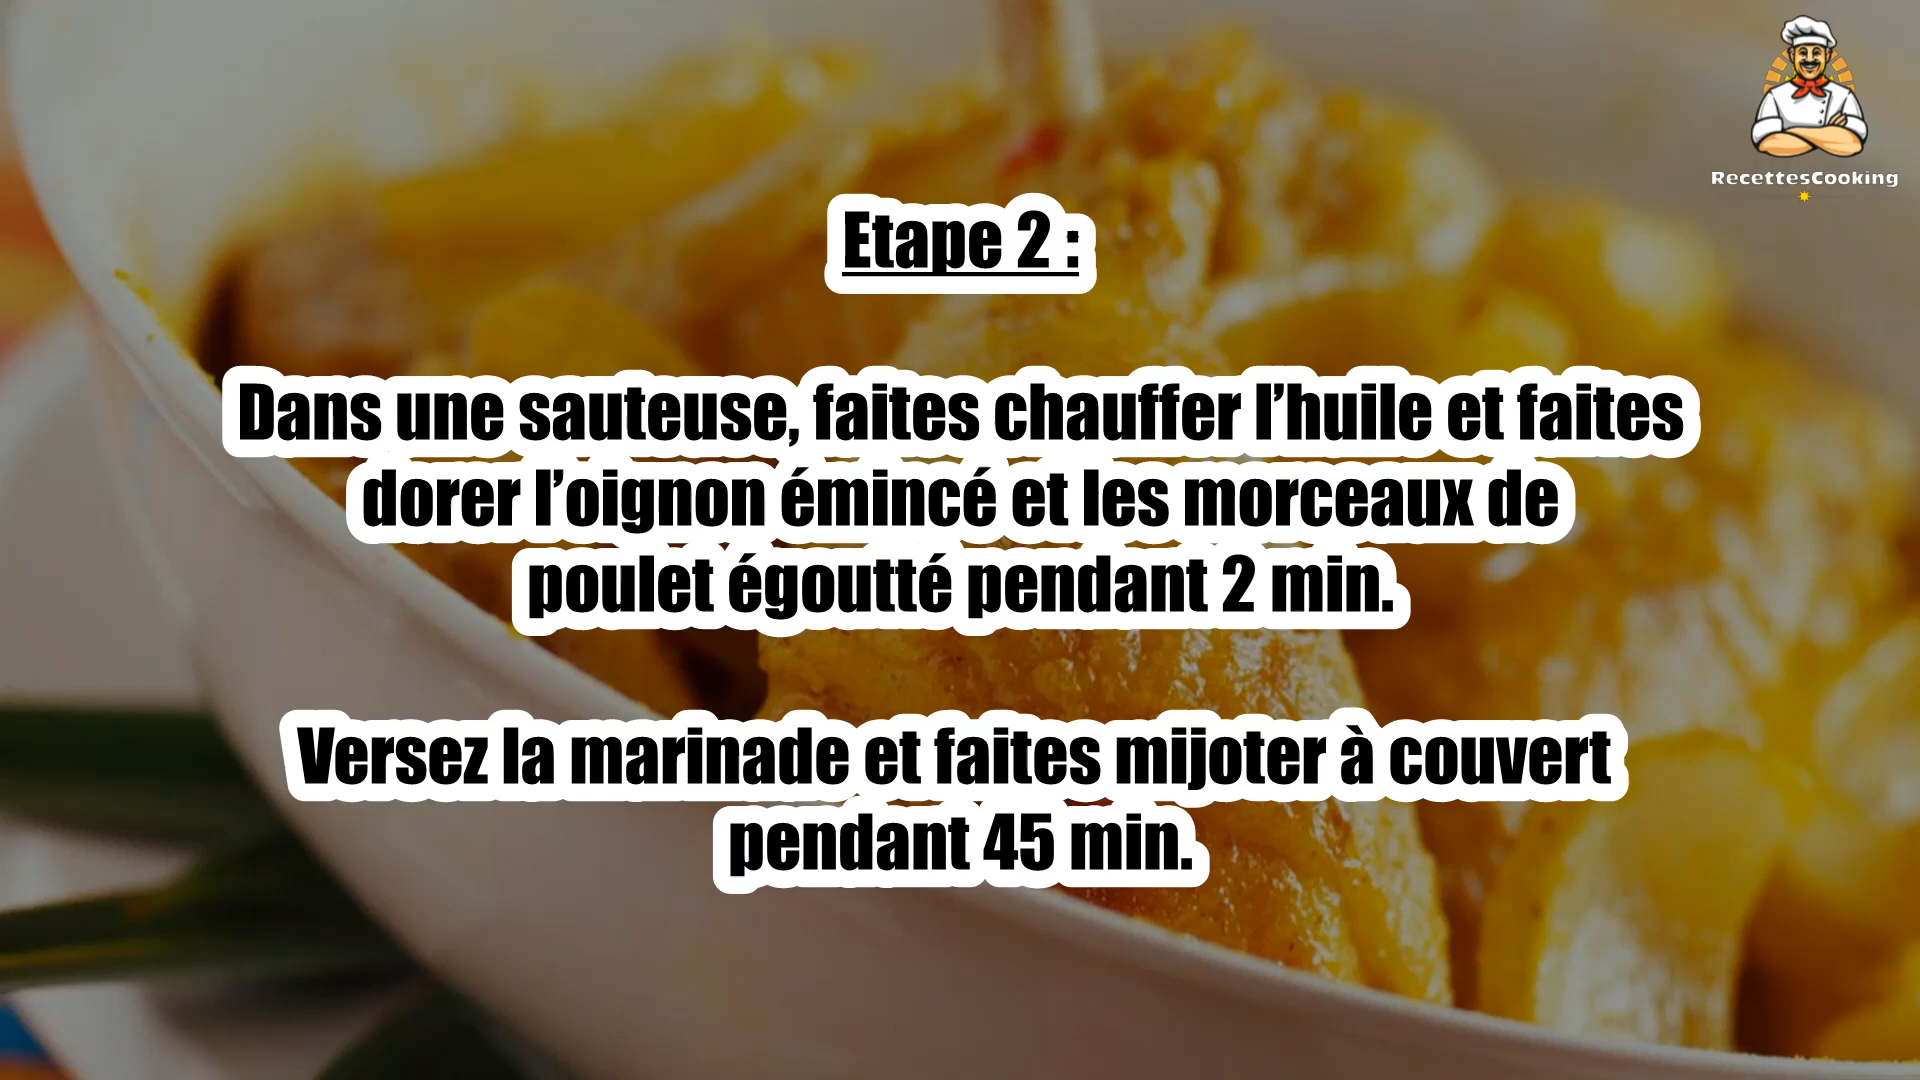 RecettesCooking
Etape 2 :
Dans une sauteuse, faites chauffer l’huile et faites
dorer l’oignon émincé et les morceaux de
poulet égoutté pendant 2 min.
Versez la marinade et faites mijoter à couvert
pendant 45 min.